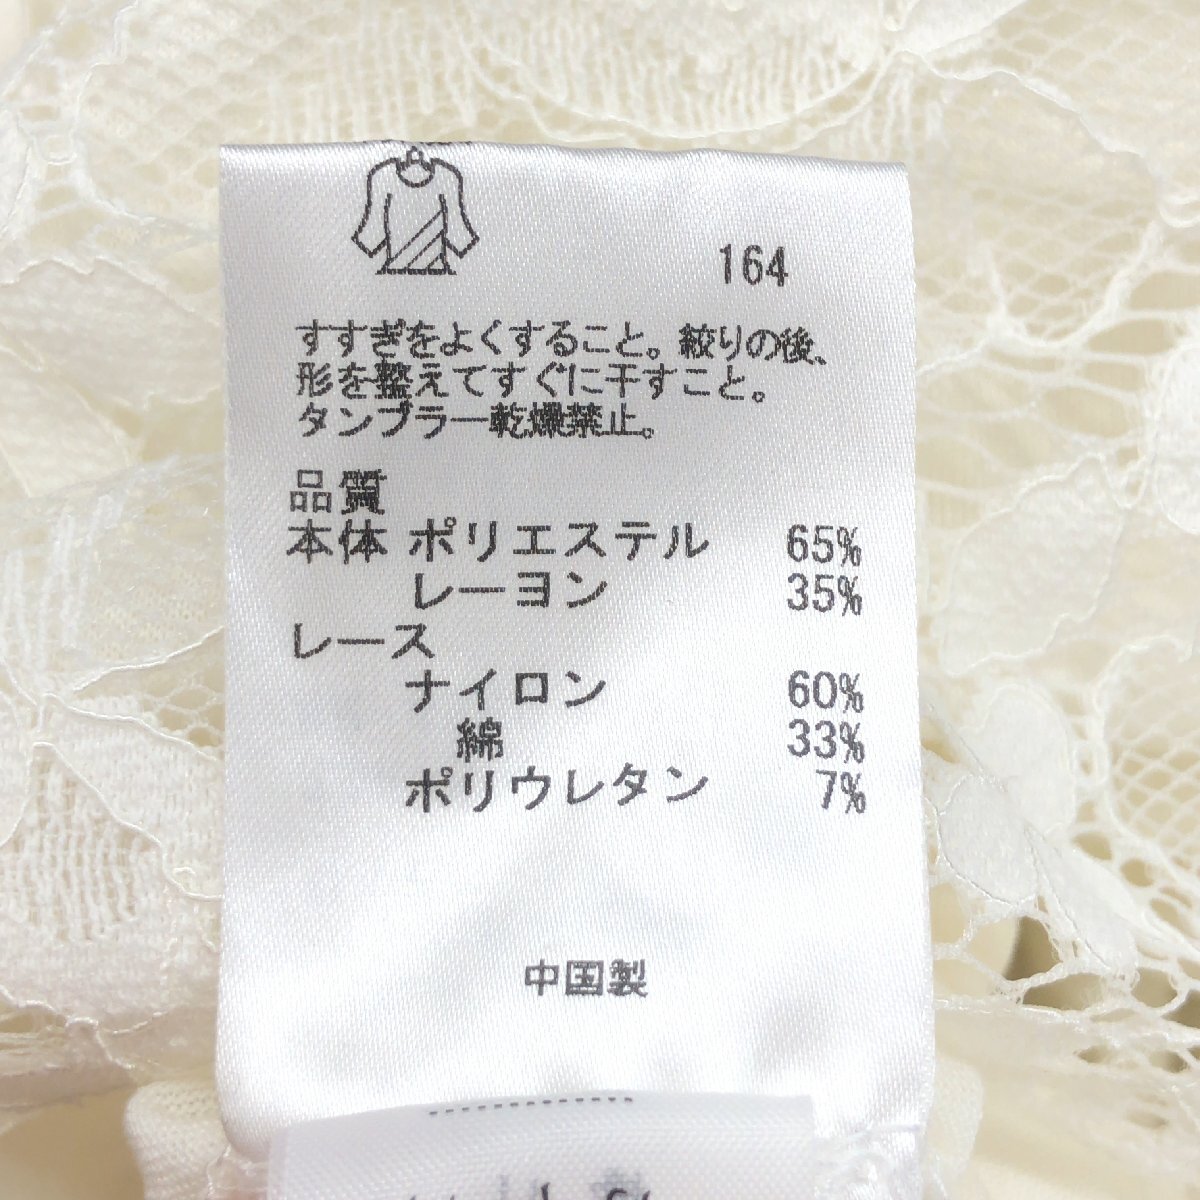 164
すすぎをよくすること。絞りの後、
形を整えてすぐに干すこと。
タンブラー乾燥禁止。
品質
本体 ポリエステル 65%
レーヨン 35%
レース
ナイロン 60%
綿 33%
ポリウレタン 7%
中国製